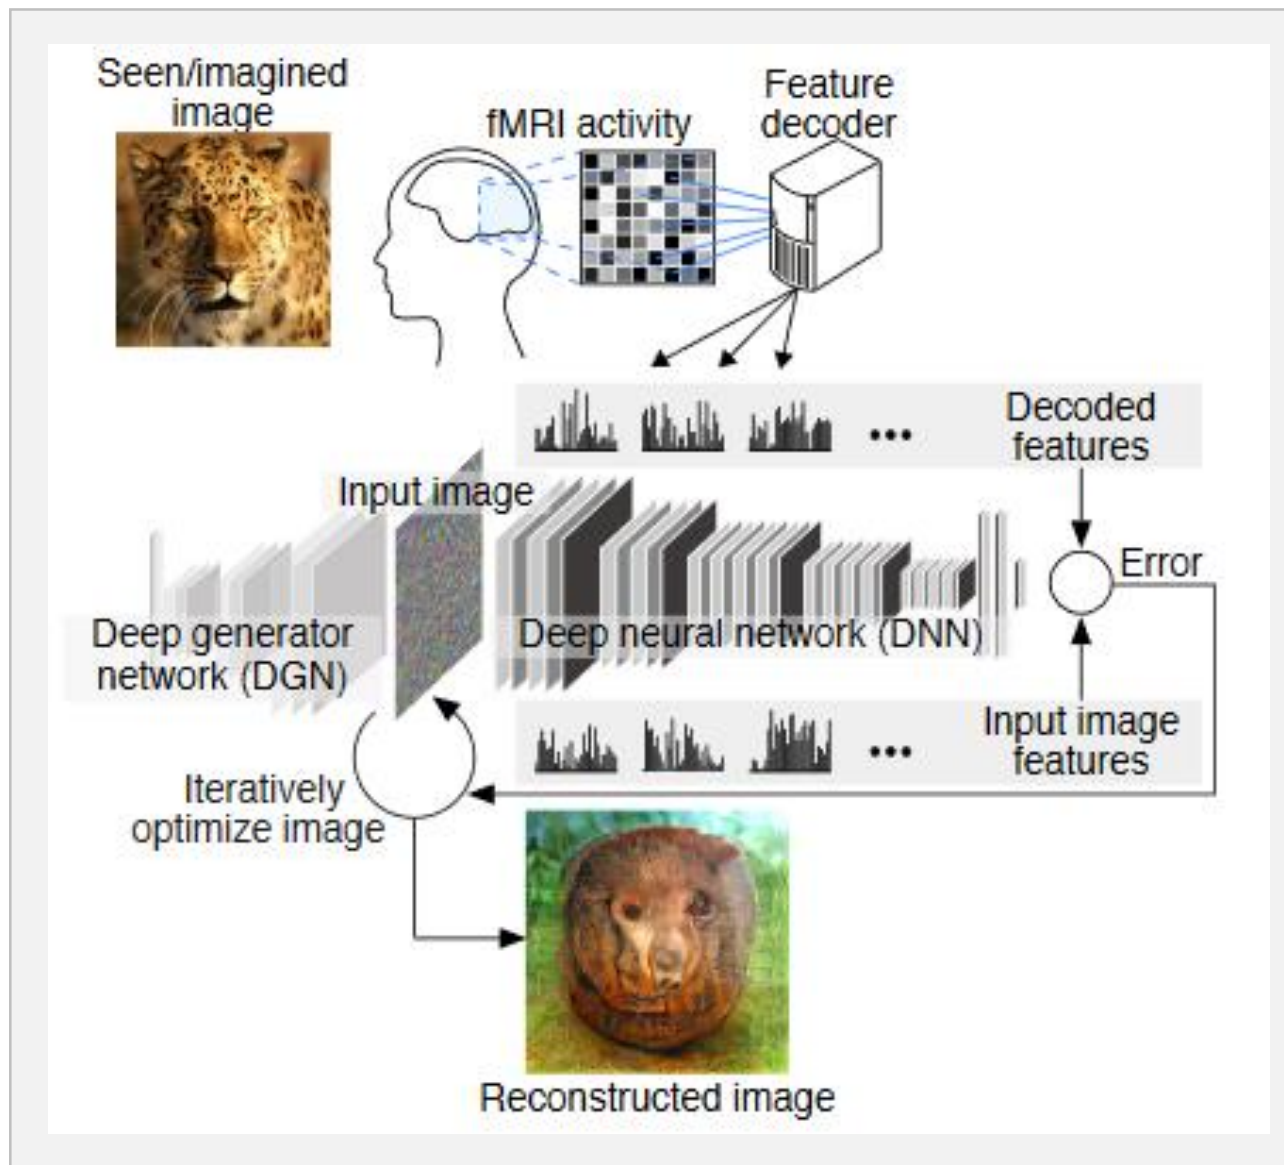 Seen/imagined
image
fMRI activity
Feature
decoder
Decoded
features
Input image
Error
Deep generator
network (DGN)
Deep neural network (DNN)
Input image
features
Iteratively
optimize image
Reconstructed image